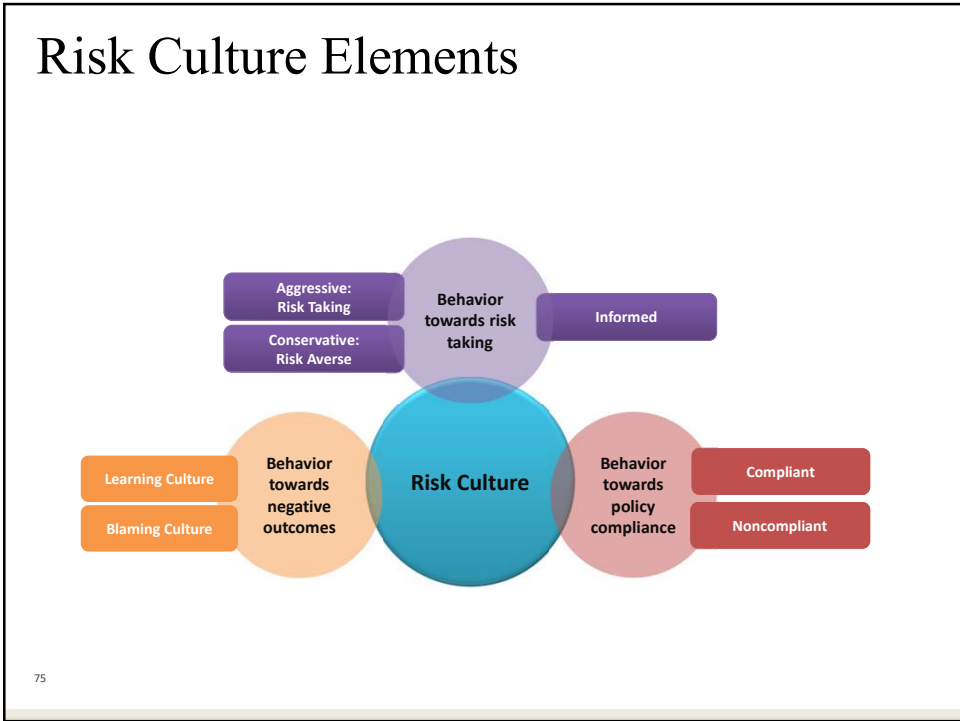 Risk Culture Elements
Aggressive:
Risk Taking
Conservative:
Risk Averse
Behavior
towards risk
taking
Informed
Learning Culture
Blaming Culture
Behavior
towards
negative
outcomes
Risk Culture
Behavior
towards
policy
compliance
Compliant
Noncompliant
75